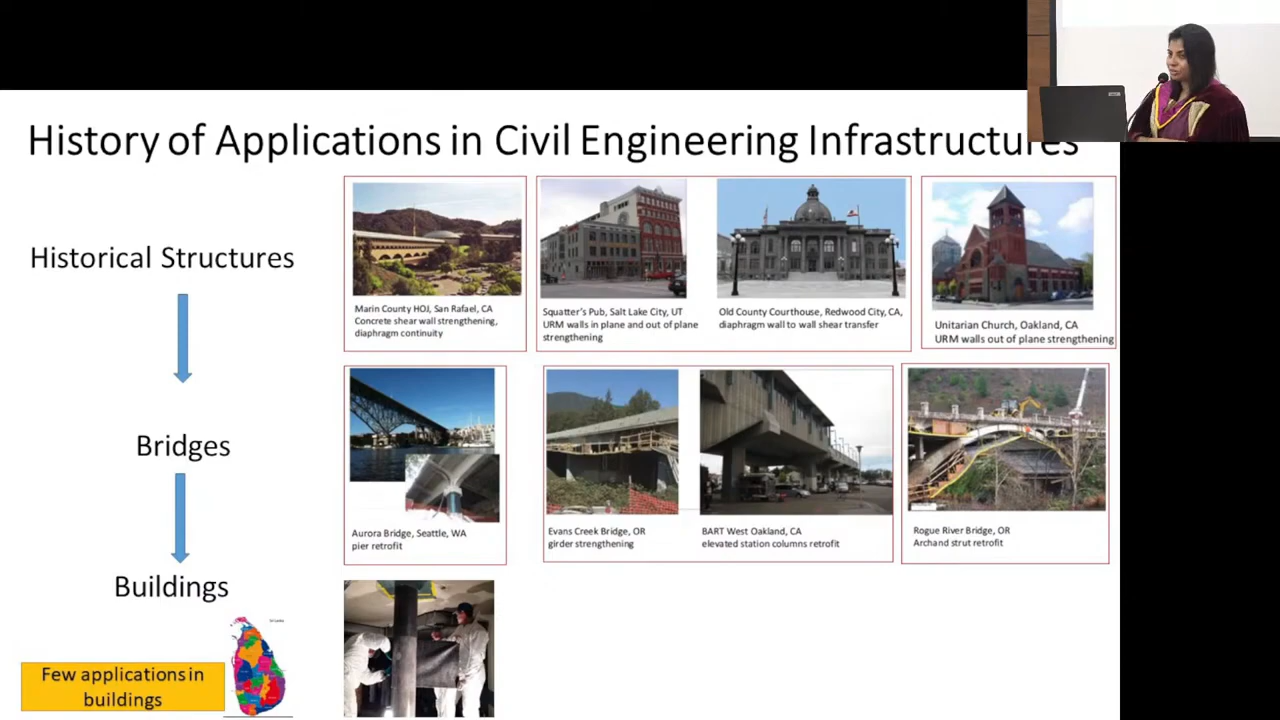 History of Applications in Civil Engineering Infrastructures
Historical Structures
Marin County HOJ, San Rafael, CA
Concrete shear wall strengthening,
diaphragm continuity
Squatter's Pub, Salt Lake City, UT
URM walls in plane and out of plane
strengthening
Old County Courthouse, Redwood City, CA,
diaphragm wall to wall shear transfer
Unitarian Church, Oakland, CA
URM walls out of plane strengthening
Bridges
Aurora Bridge, Seattle, WA
pier retrofit
Evans Creek Bridge, OR
girder strengthening
BART West Oakland, CA
elevated station columns retrofit
Rogue River Bridge, OR
Arch and strut retrofit
Buildings
Few applications in
buildings